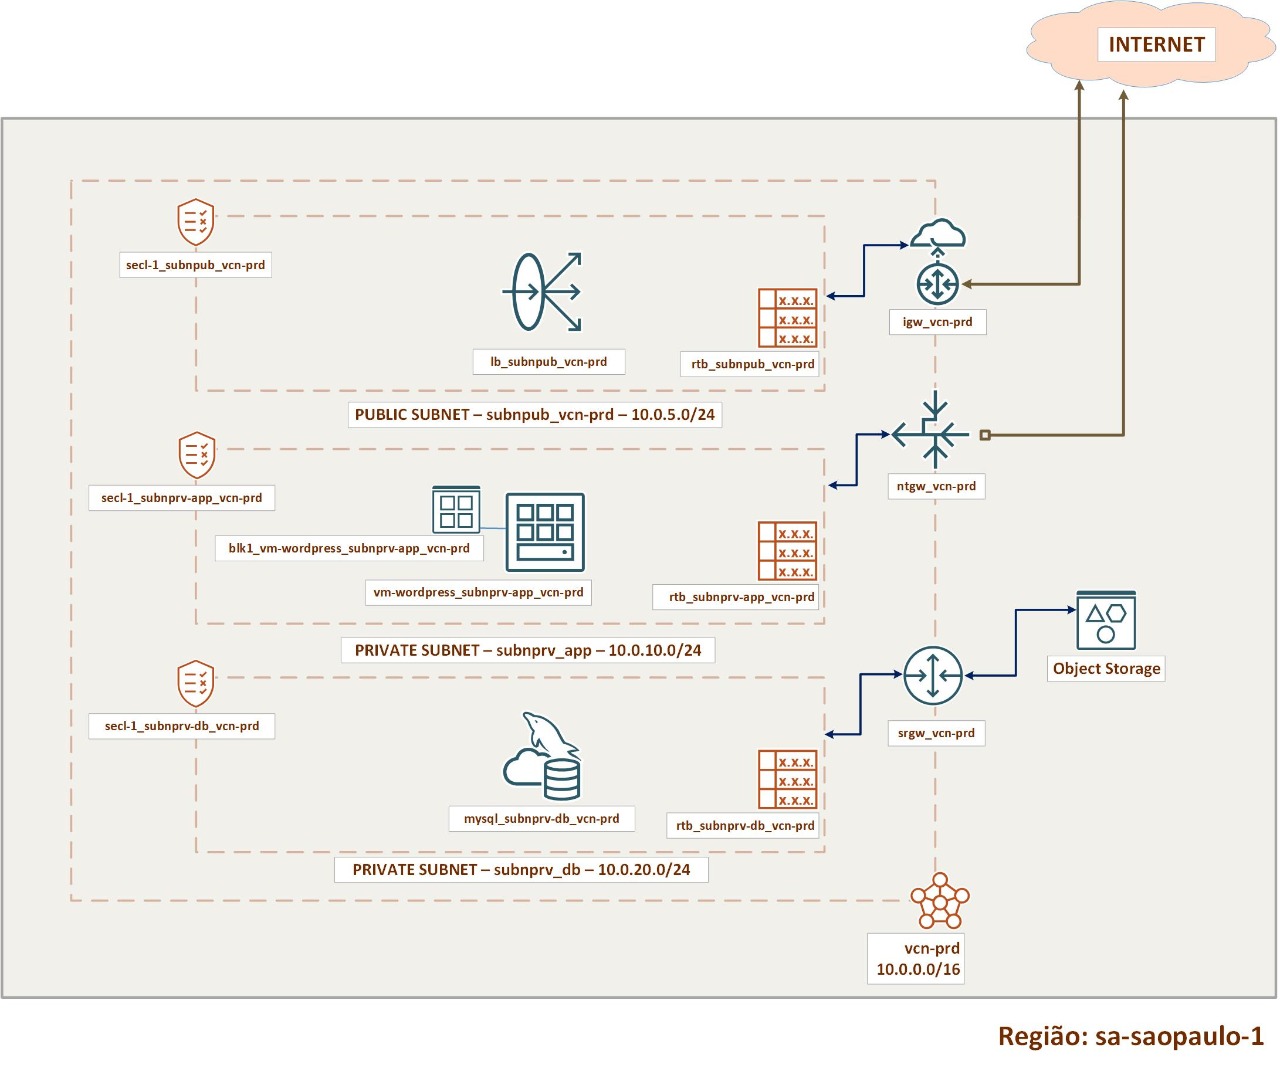 INTERNET
secl-1_subnpub_vcn-prd
x.x.x.
x.x.x.
x.x.x.
igw_vcn-prd
lb_subnpub_vcn-prd
rtb_subnpub_vcn-prd
PUBLIC SUBNET – subnpub_vcn-prd – 10.0.5.0/24
secl-1_subnprv-app_vcn-prd
ntgw_vcn-prd
x.x.x.
x.x.x.
x.x.x.
blk1_vm-wordpress_subnprv-app_vcn-prd
vm-wordpress_subnprv-app_vcn-prd
rtb_subnprv-app_vcn-prd
PRIVATE SUBNET – subnprv_app – 10.0.10.0/24
Object Storage
secl-1_subnprv-db_vcn-prd
srgw_vcn-prd
x.x.x.
x.x.x.
x.x.x.
mysql_subnprv-db_vcn-prd
rtb_subnprv-db_vcn-prd
PRIVATE SUBNET – subnprv_db – 10.0.20.0/24
vcn-prd
10.0.0.0/16
Região: sa-saopaulo-1